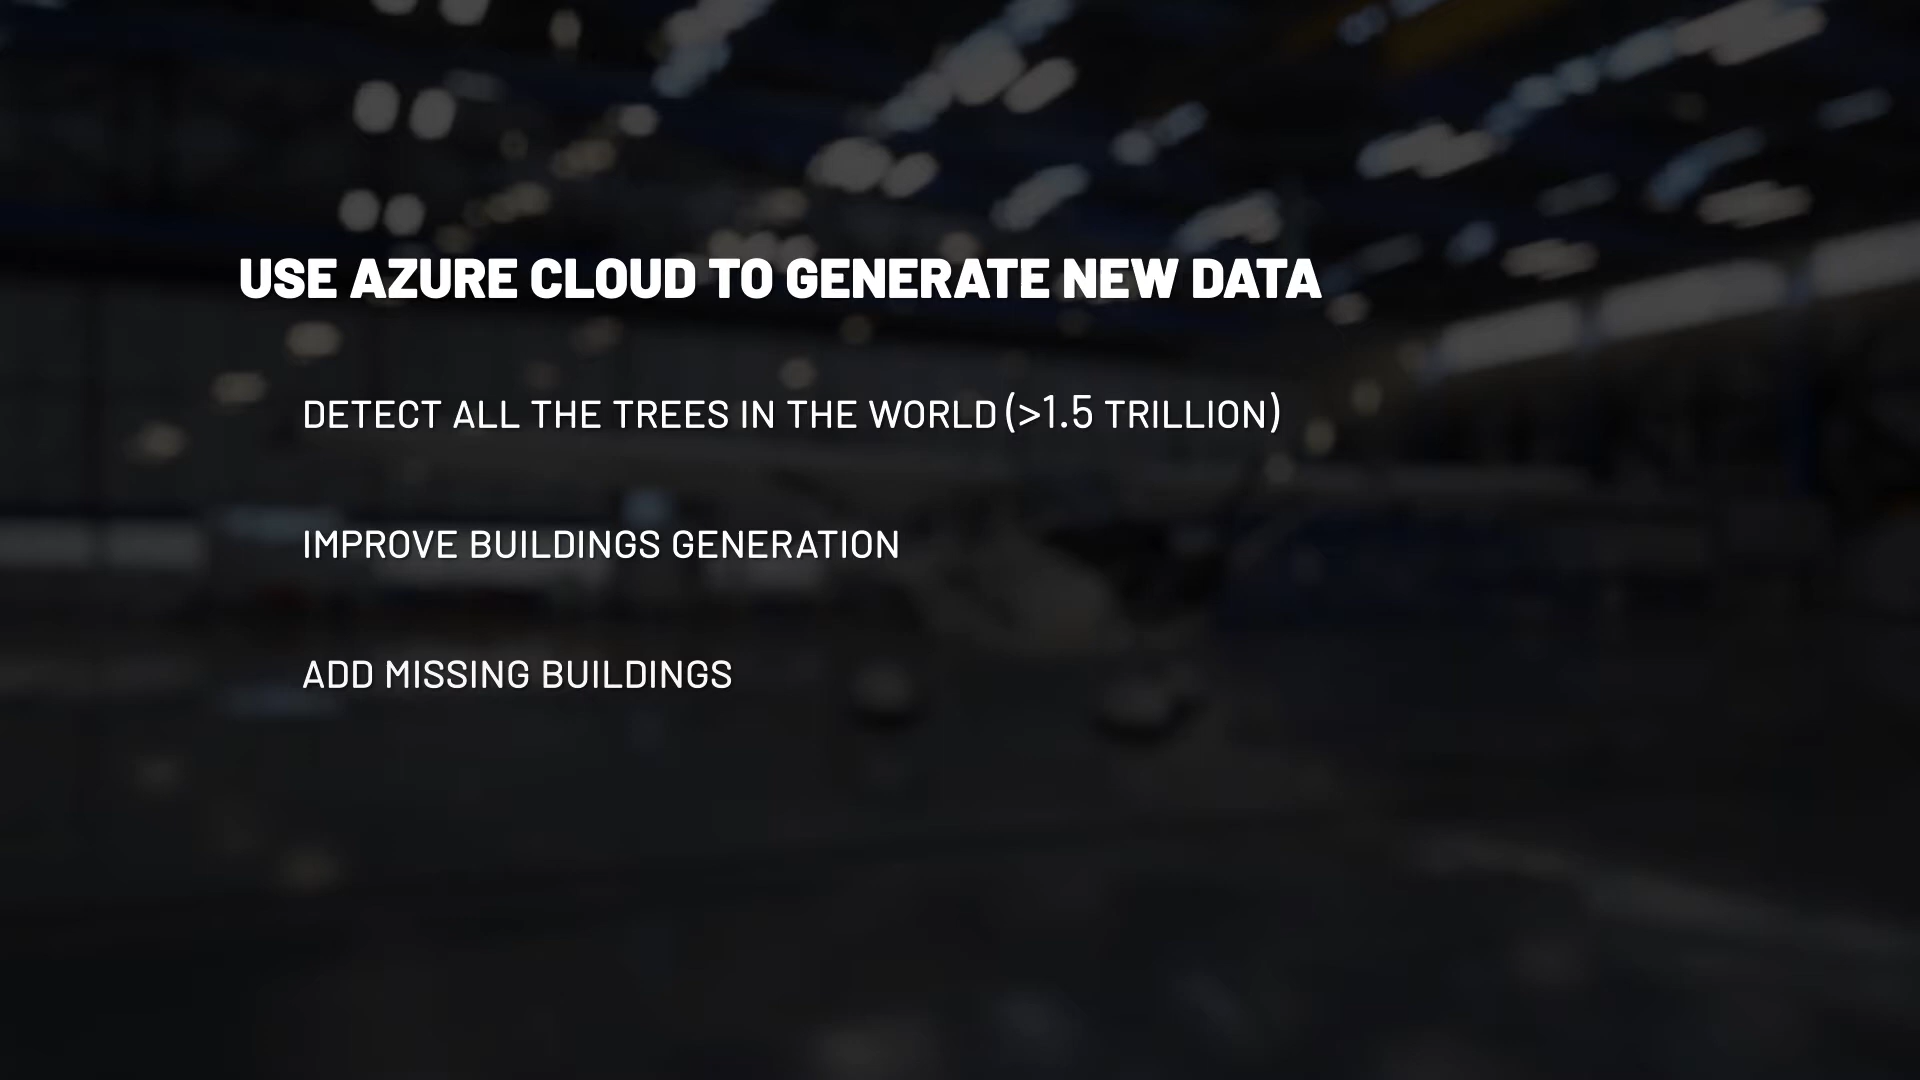 USE AZURE CLOUD TO GENERATE NEW DATA
DETECT ALL THE TREES IN THE WORLD (>1.5 TRILLION)
IMPROVE BUILDINGS GENERATION
ADD MISSING BUILDINGS